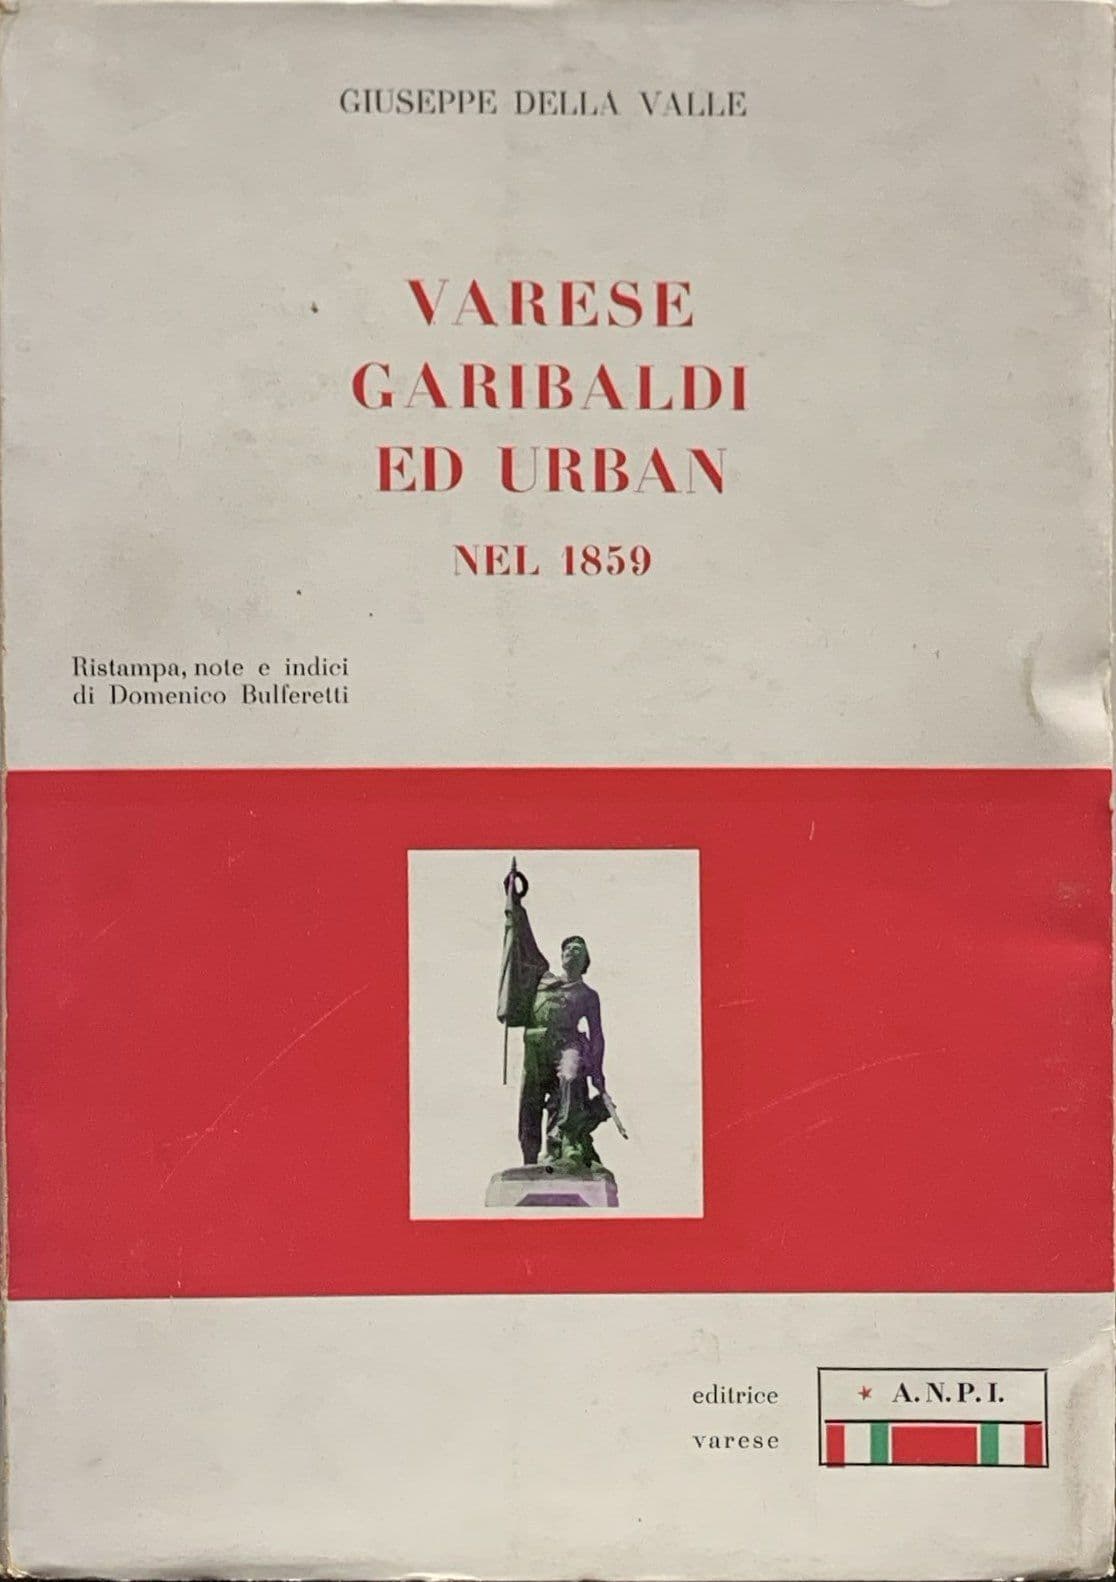 GIUSEPPE DELLA VALLE
VARESE
GARIBALDI
ED URBAN
NEL 1859
Ristampa, note e indici
di Domenico Bulferetti
editrice
varese
A.N.P.I.